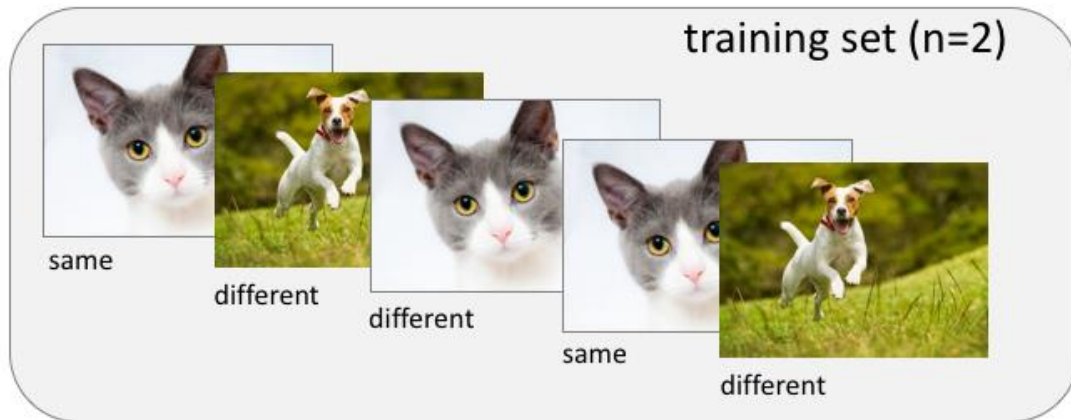 training set (n=2)
same
different
different
same
different